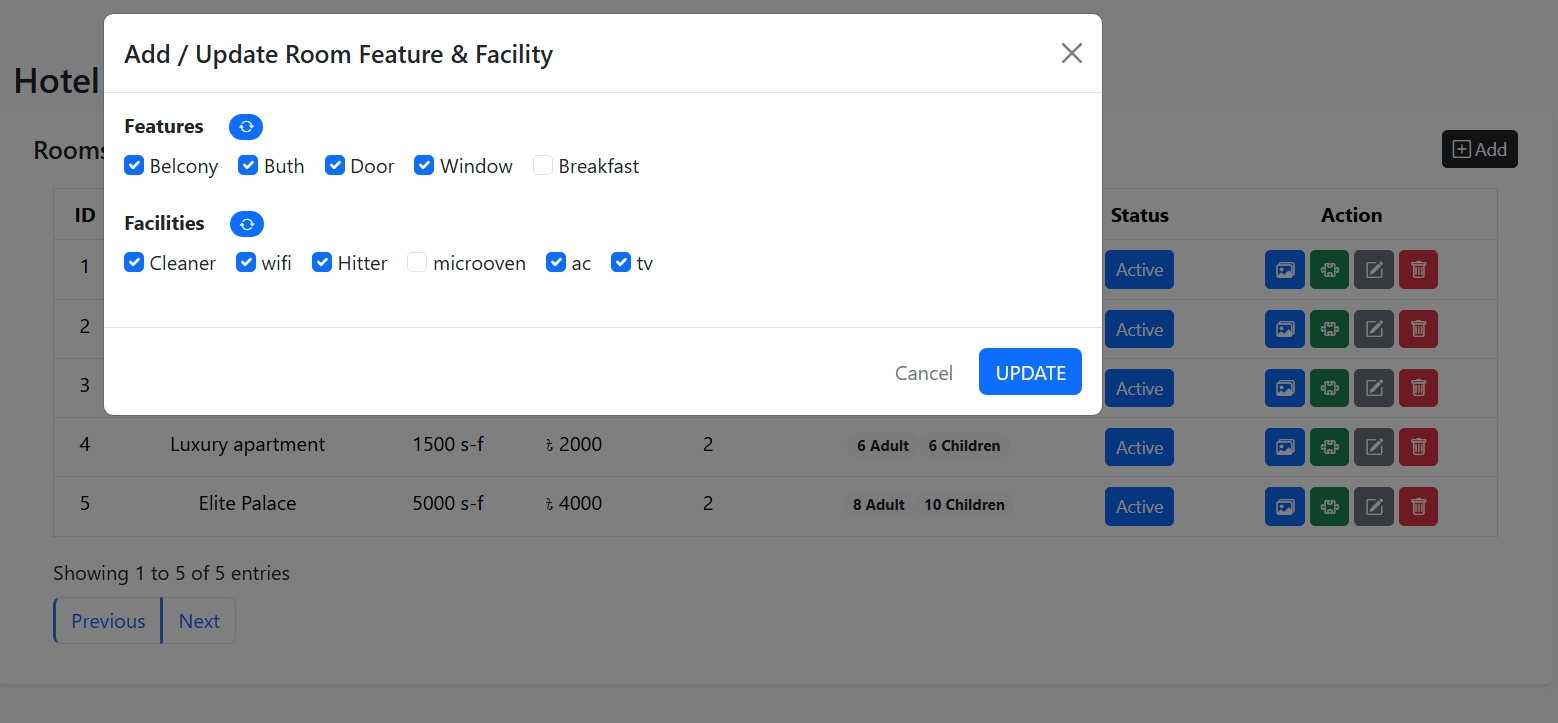 Add / Update Room Feature & Facility
Hotel
Features
Rooms
Add
Belcony Buth Door Window Breakfast
ID Status Action
Facilities
Cleaner wifi Hitter microoven ac tv
1 Active
2 Active
Cancel UPDATE
3 Active
4 Luxury apartment 1500 s-f ৳ 2000 2 6 Adult 6 Children Active
5 Elite Palace 5000 s-f ৳ 4000 2 8 Adult 10 Children Active
Showing 1 to 5 of 5 entries
Previous Next